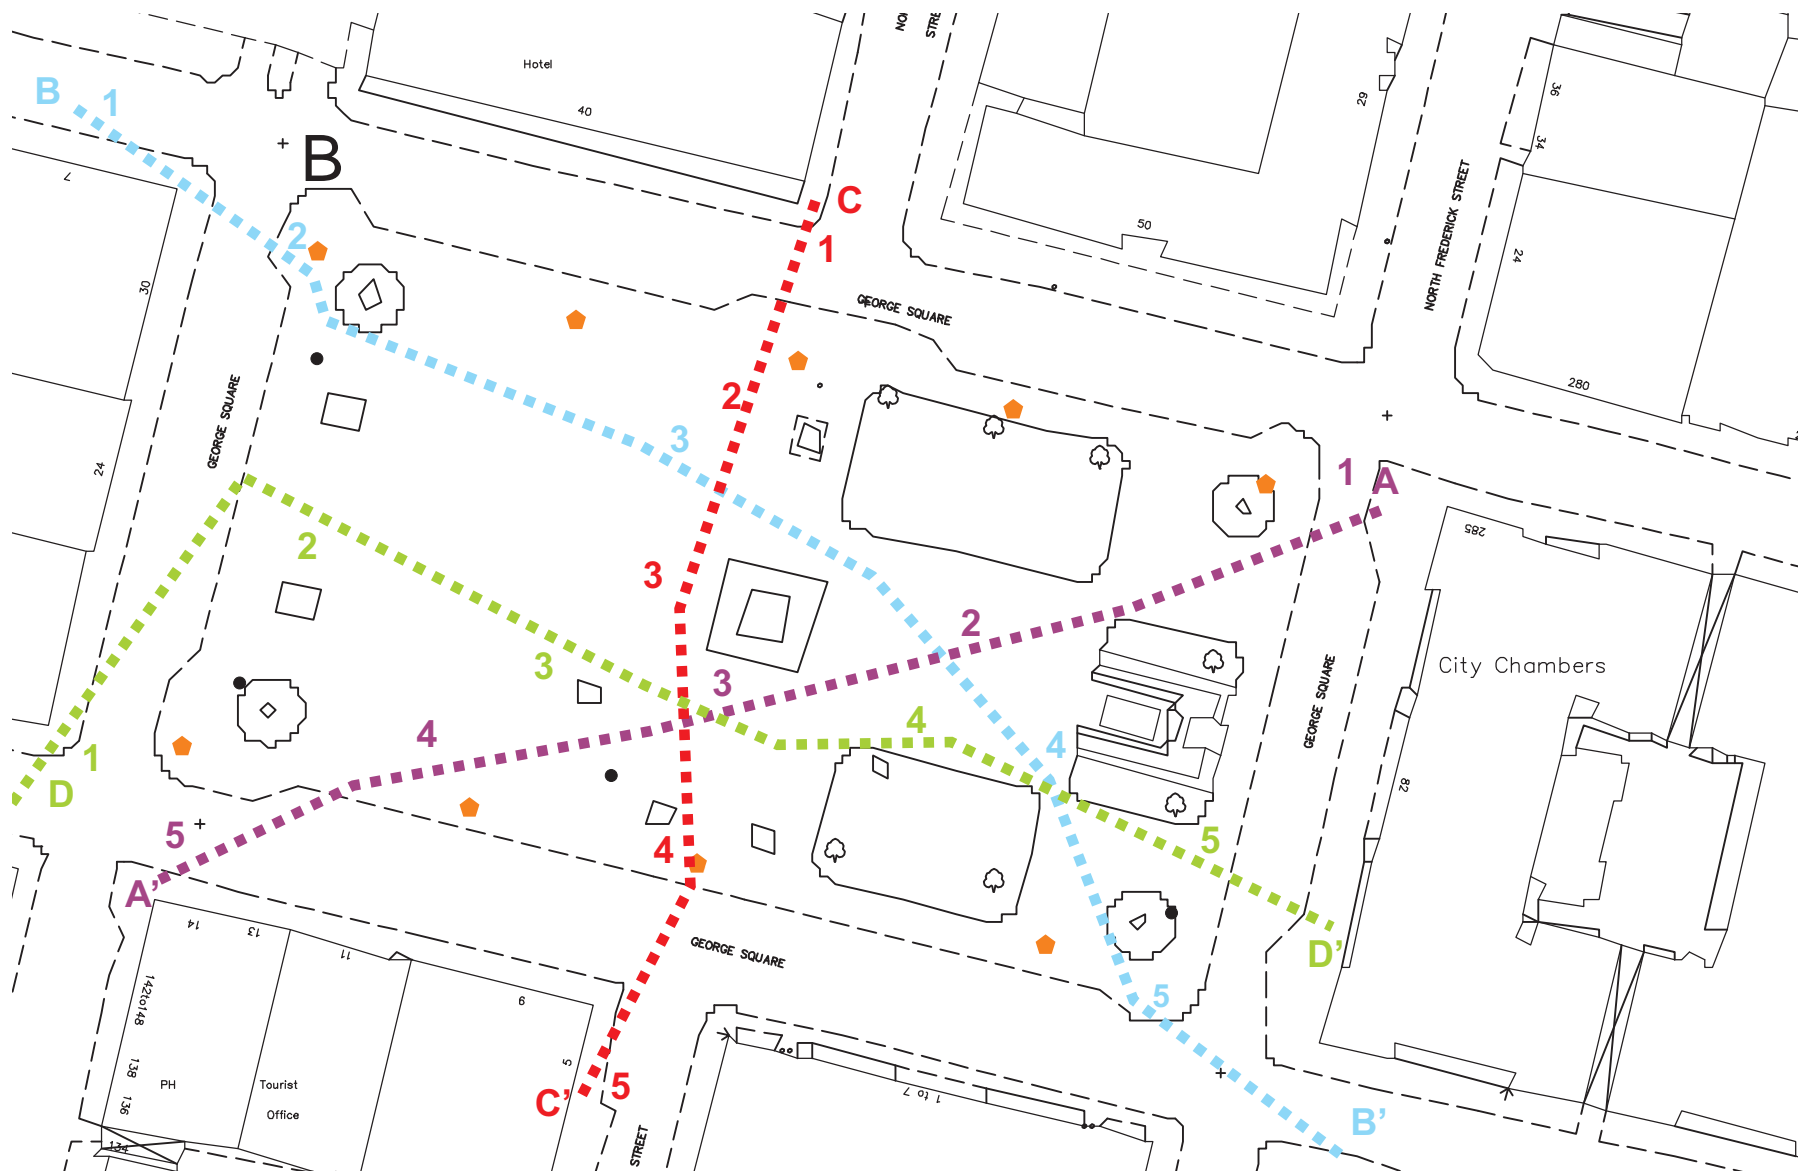 Hotel
40
B
1
B
7
2
30
C
1
NO
STRE
29
36
34
50
NORTH FREDERICK STREET
24
GEORGE SQUARE
280
2
3
GEORGE SQUARE
24
1
A
285
2
3
3
2
3
4
4
4
1
D
GEORGE SQUARE
City Chambers
82
5
A'
4
5
D'
14
13
11
GEORGE SQUARE
142to148
6
5
5
138
PH
Tourist
Office
136
134
C'
5
STREET
1 to 7
B'